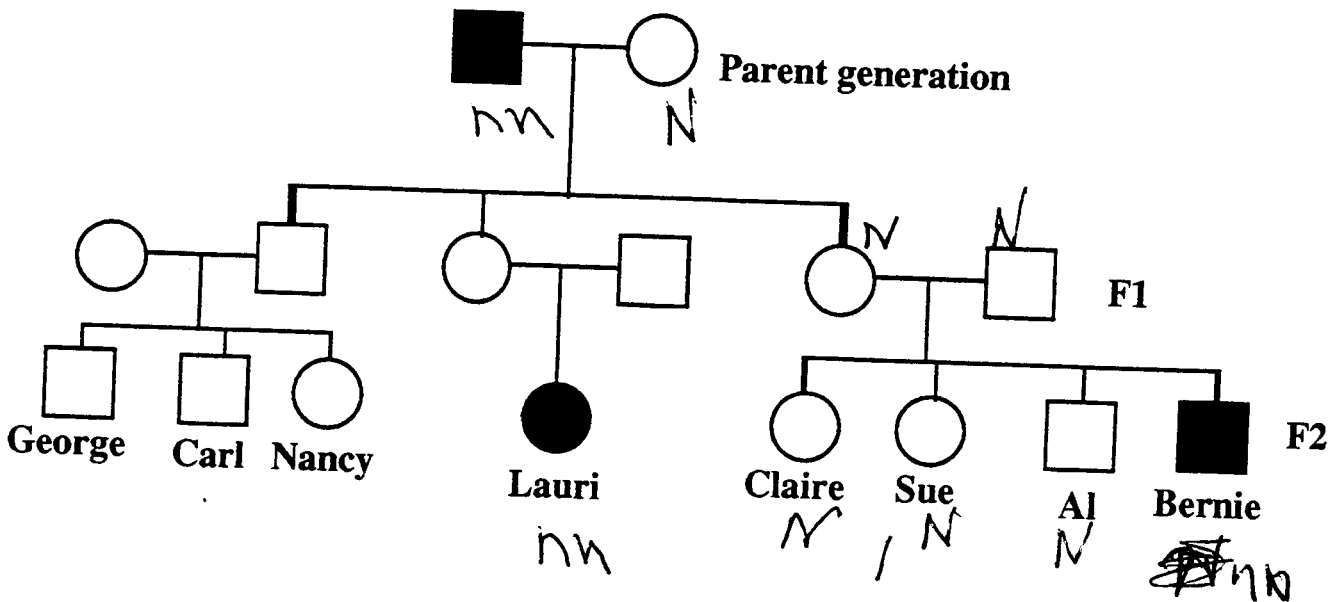 Parent generation
nn N
N N
F1
George Carl Nancy Lauri Claire Sue Al Bernie F2
nn N N N nn